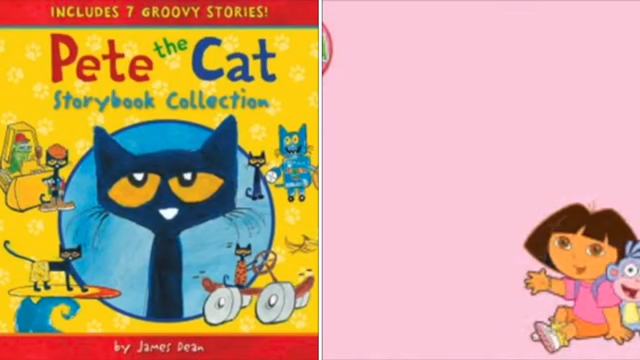 INCLUDES 7 GROOVY STORIES!
Pete the Cat
Storybook Collection
by James Dean